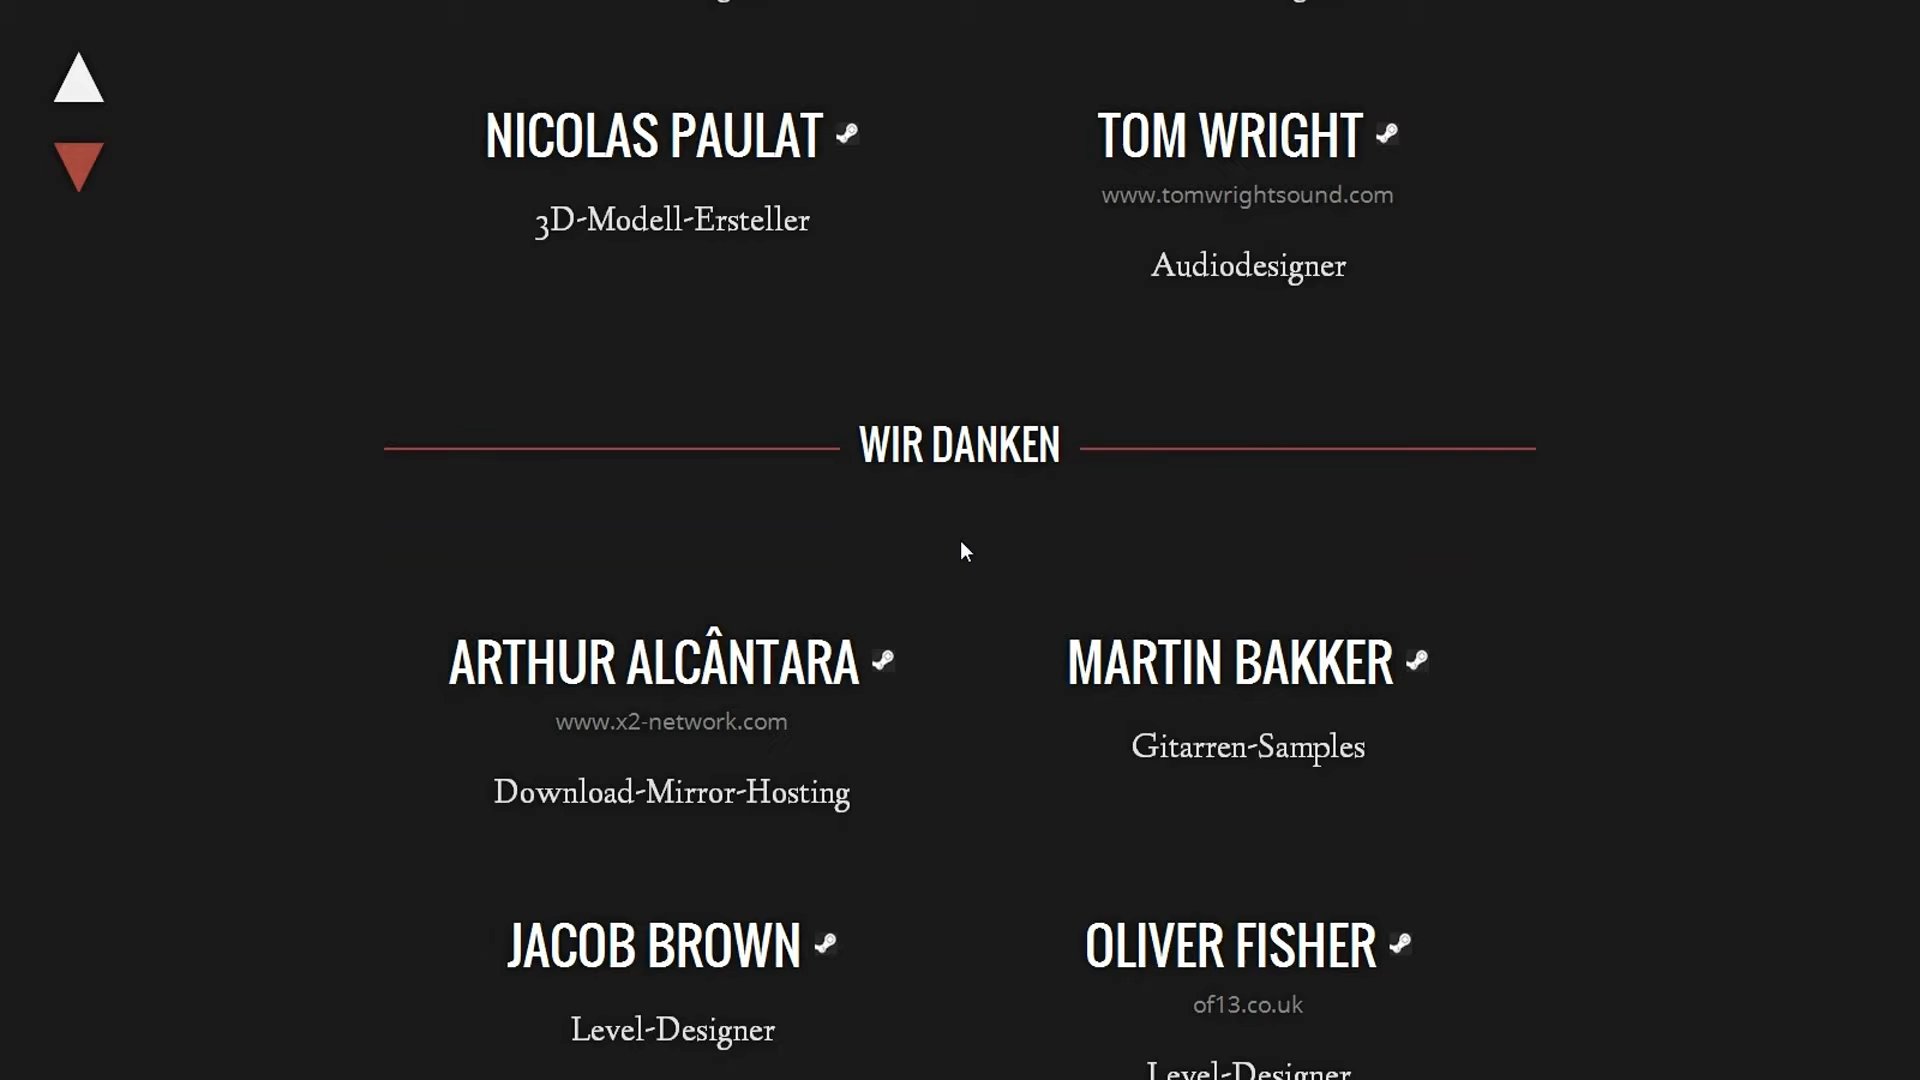 NICOLAS PAULAT
3D-Modell-Ersteller
TOM WRIGHT
www.tomwrightsound.com
Audiodesigner
WIR DANKEN
ARTHUR ALCÂNTARA
www.x2-network.com
Download-Mirror-Hosting
MARTIN BAKKER
Gitarren-Samples
JACOB BROWN
Level-Designer
OLIVER FISHER
of13.co.uk
Level-Designer